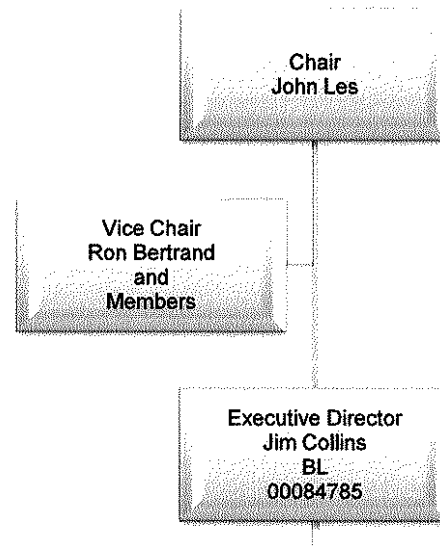 Chair
John Les
Vice Chair
Ron Bertrand
and
Members
Executive Director
Jim Collins
BL
00084785